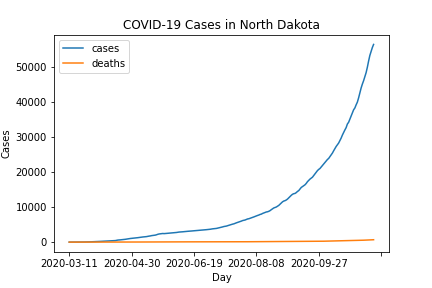 COVID-19 Cases in North Dakota
cases
deaths
50000
40000
30000
20000
10000
0
Cases
2020-03-11 2020-04-30 2020-06-19 2020-08-08 2020-09-27
Day